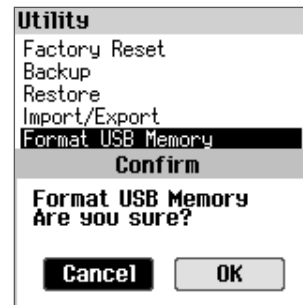 Utility
Factory Reset
Backup
Restore
Import/Export
Format USB Memory
Confirm
Format USB Memory
Are you sure?
Cancel OK